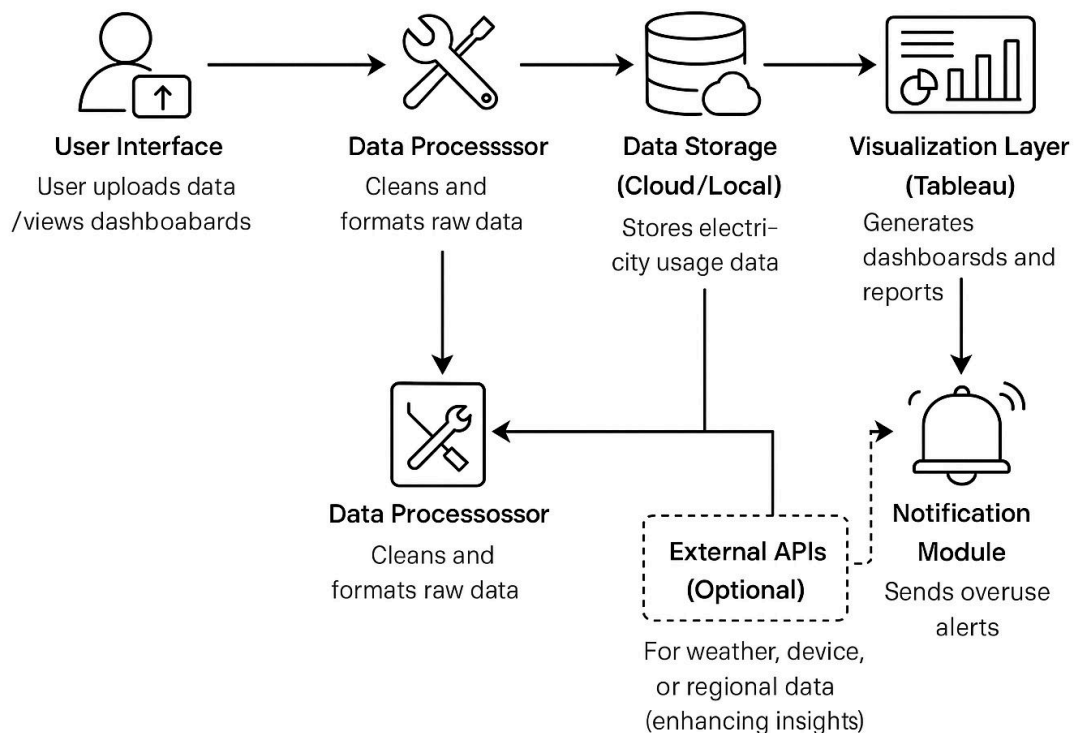 User Interface
User uploads data
/views dashboabards
Data Processssor
Cleans and
formats raw data
Data Storage
(Cloud/Local)
Stores electri-
city usage data
Visualization Layer
(Tableau)
Generates
dashboarsds and
reports
Data Processossor
Cleans and
formats raw data
External APIs
(Optional)
For weather, device,
or regional data
(enhancing insights)
Notification
Module
Sends overuse
alerts